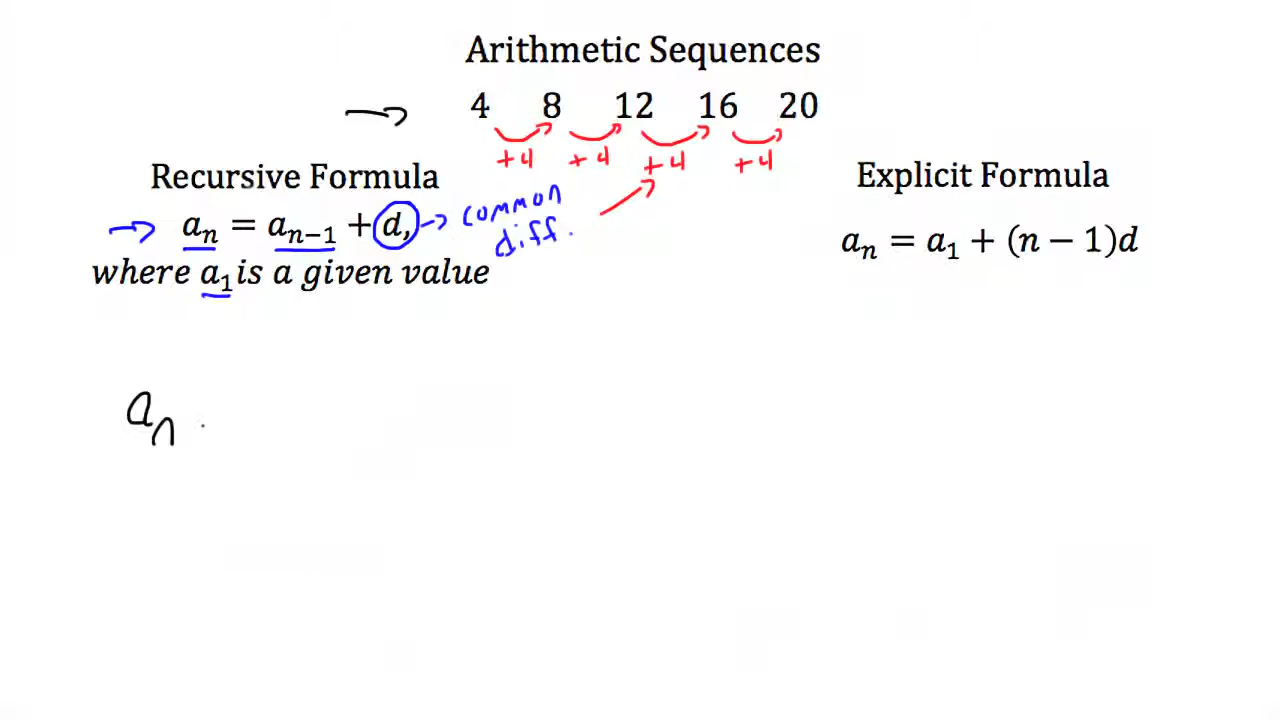 Arithmetic Sequences
4 8 12 16 20
+4 +4 +4 +4
Recursive Formula
aₙ = aₙ₋₁ + d, common diff.
where a₁ is a given value
Explicit Formula
aₙ = a₁ + (n − 1)d
aₙ